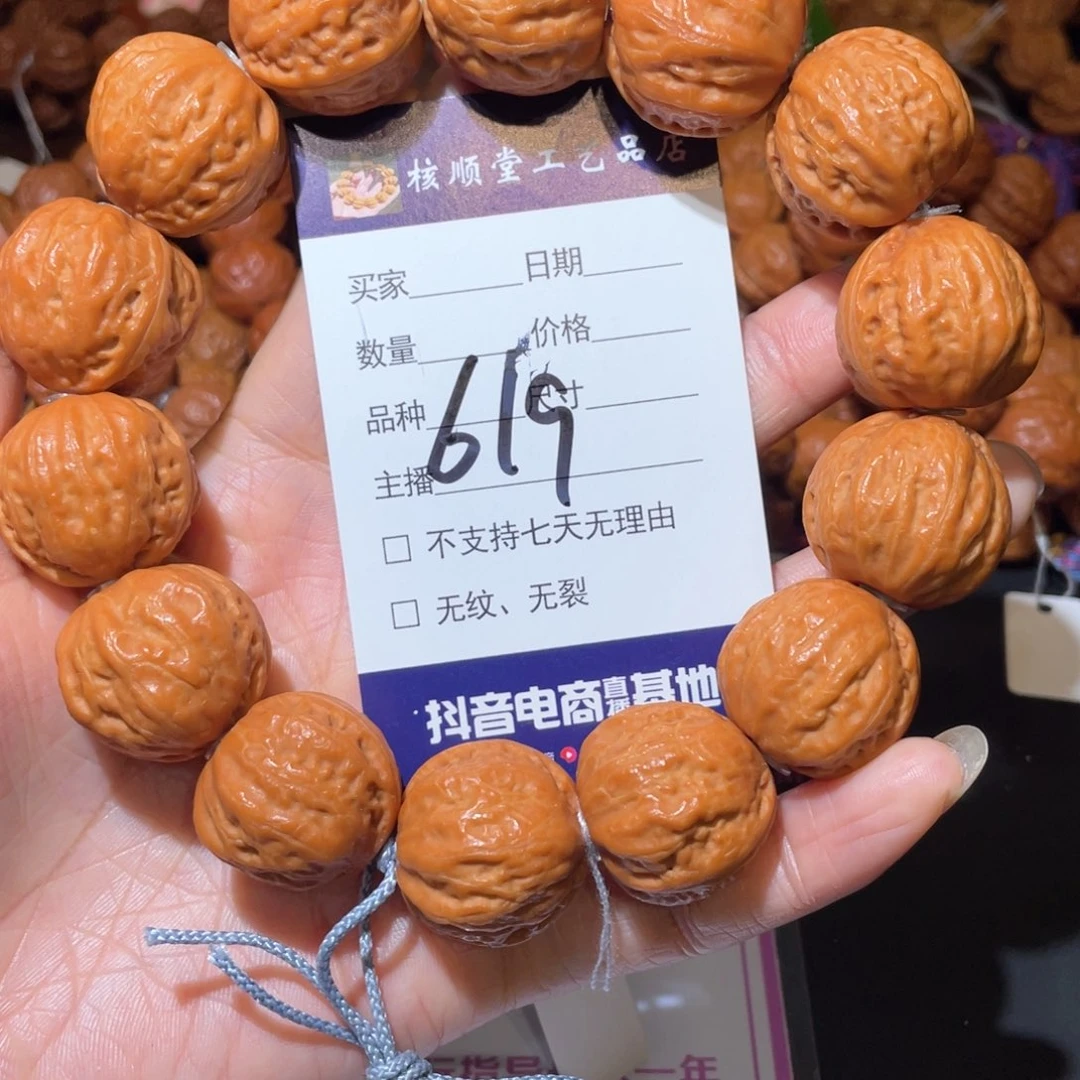 核顺堂工艺品店
买家 日期
数量 价格
品种 尺寸
619
主播
不支持七天无理由
无纹、无裂
抖音电商直播基地
一年